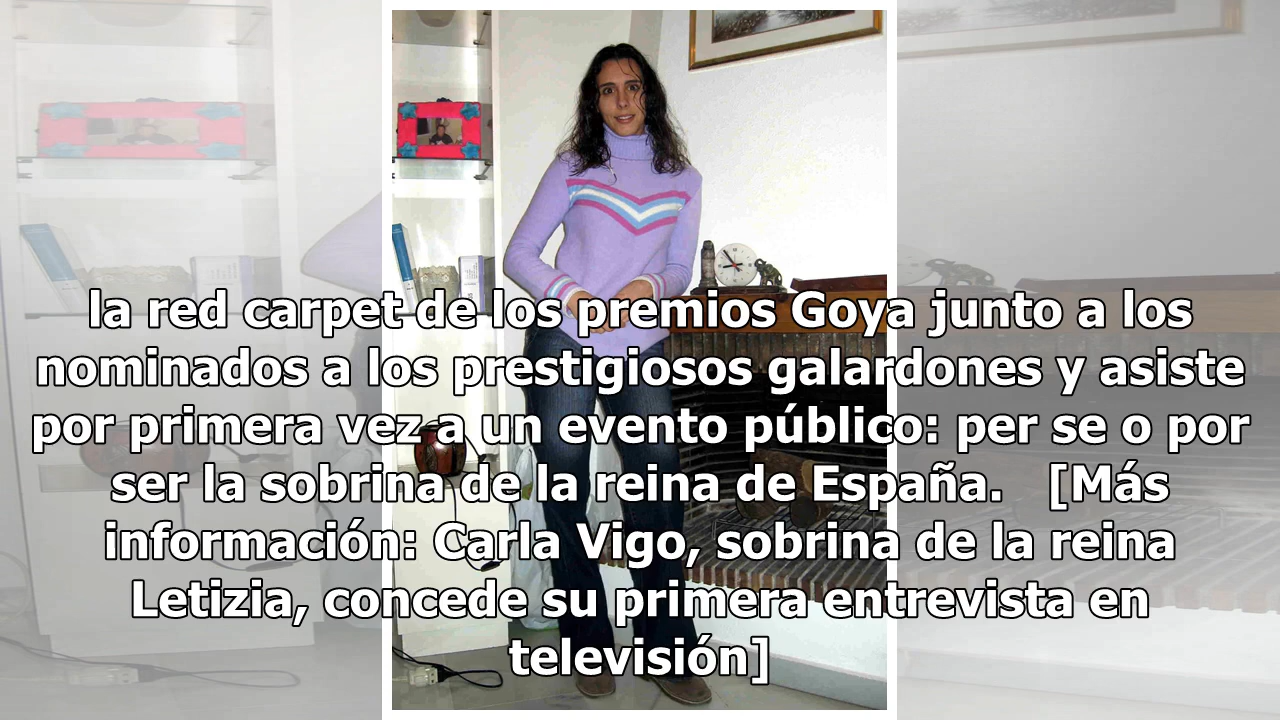 la red carpet de los premios Goya junto a los
nominados a los prestigiosos galardones y asiste
por primera vez a un evento público: per se o por
ser la sobrina de la reina de España.   [Más
información: Carla Vigo, sobrina de la reina
Letizia, concede su primera entrevista en
televisión]